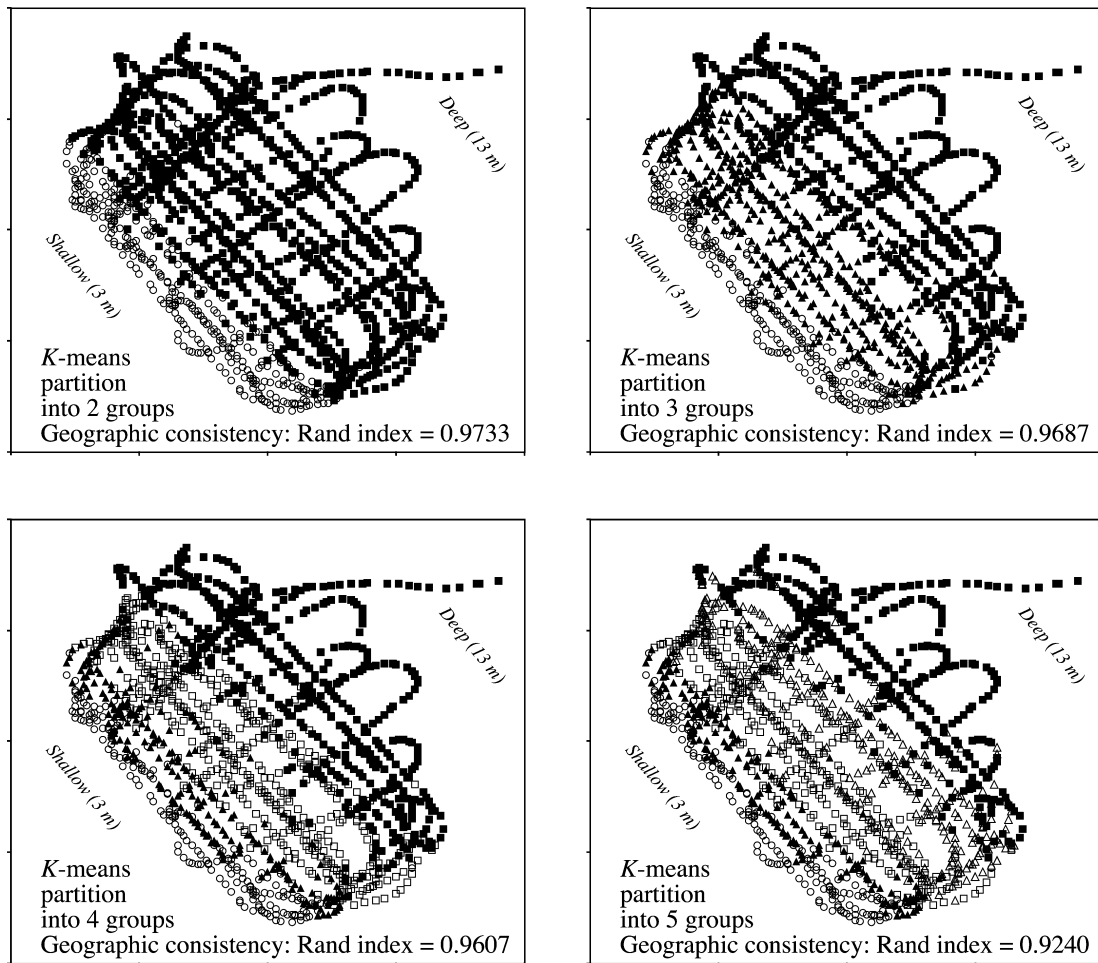 Deep (13 m)
Shallow (3 m)
K-means
partition
into 2 groups
Geographic consistency: Rand index = 0.9733
Deep (13 m)
Shallow (3 m)
K-means
partition
into 3 groups
Geographic consistency: Rand index = 0.9687
Deep (13 m)
Shallow (3 m)
K-means
partition
into 4 groups
Geographic consistency: Rand index = 0.9607
Deep (13 m)
Shallow (3 m)
K-means
partition
into 5 groups
Geographic consistency: Rand index = 0.9240